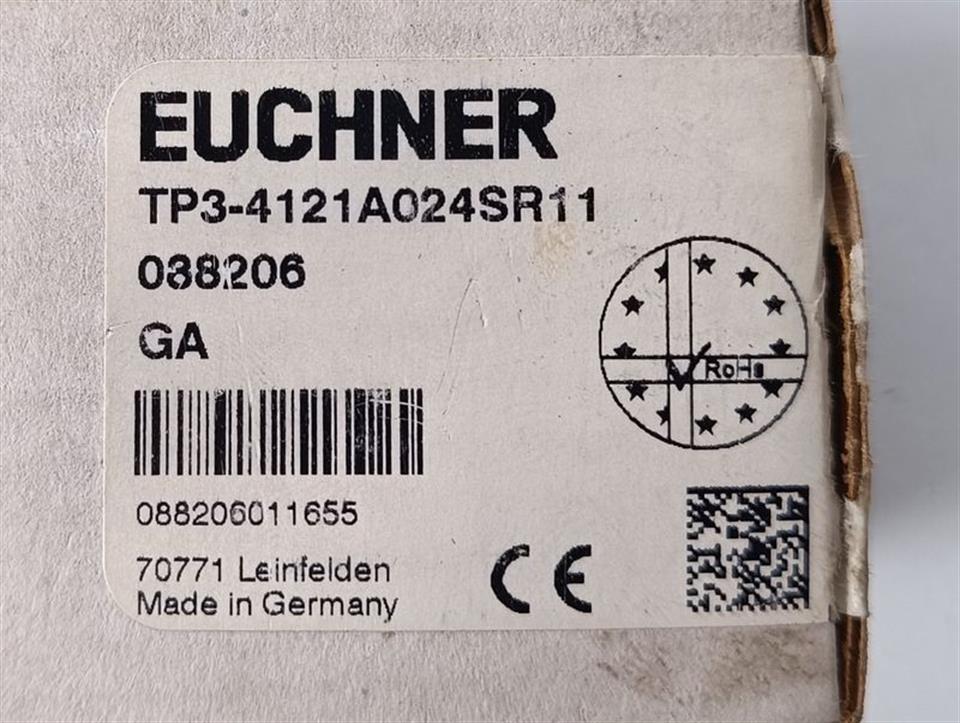 EUCHNER
TP3-4121A024SR11
088206
GA
RoHs
088206011655
70771 Leinfelden
Made in Germany
CE